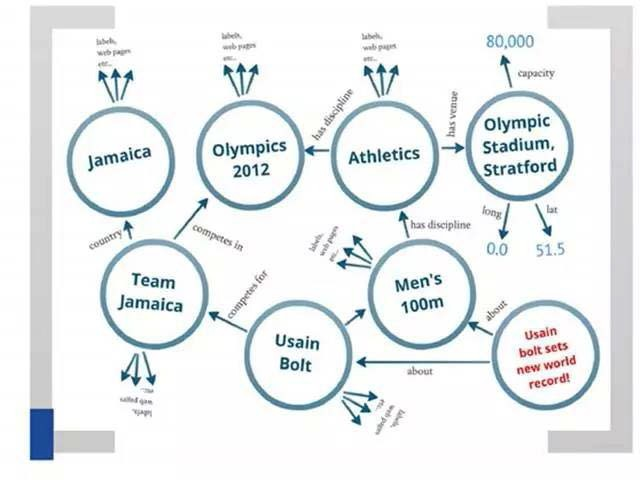 labels,
web pages
etc..
labels,
web pages
etc..
labels,
web pages
etc..
80,000
capacity
Jamaica
Olympics
2012
has discipline
Athletics
has venue
Olympic
Stadium,
Stratford
long
lat
0.0
51.5
country
competes in
labels,
web pages
etc..
has discipline
Team
Jamaica
competes for
Men's
100m
about
Usain
Bolt
about
Usain
bolt sets
new world
record!
labels,
web pages
etc..
labels,
web pages
etc..